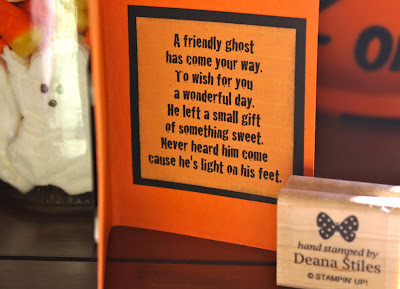 A friendly ghost
has come your way.
To wish for you
a wonderful day.
He left a small gift
of something sweet.
Never heard him come
cause he's light on his feet.
hand stamped by
Deana Stiles
© STAMPIN' UP!